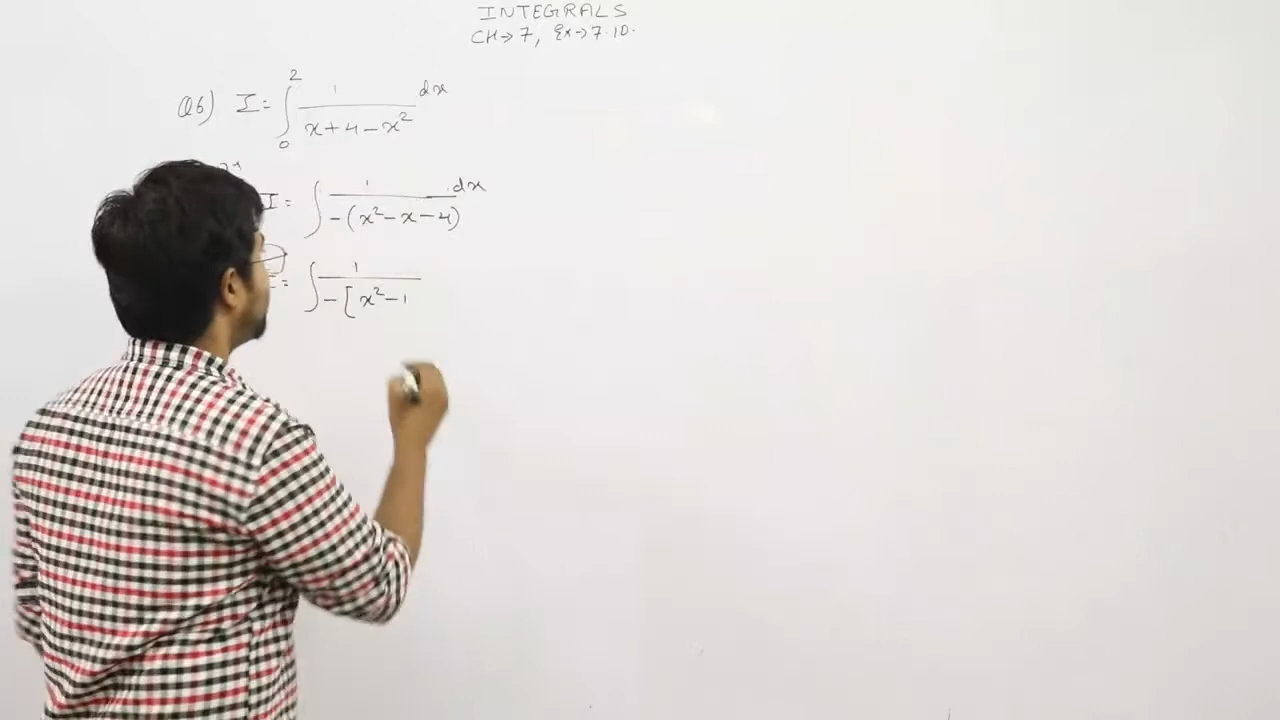 INTEGRALS
CH→7, Ex→7.10.
Q6) I = ∫₀² 1/(x+4-x²) dx
I = ∫ 1/(-(x²-x-4)) dx
= ∫ 1/(-[x²-1